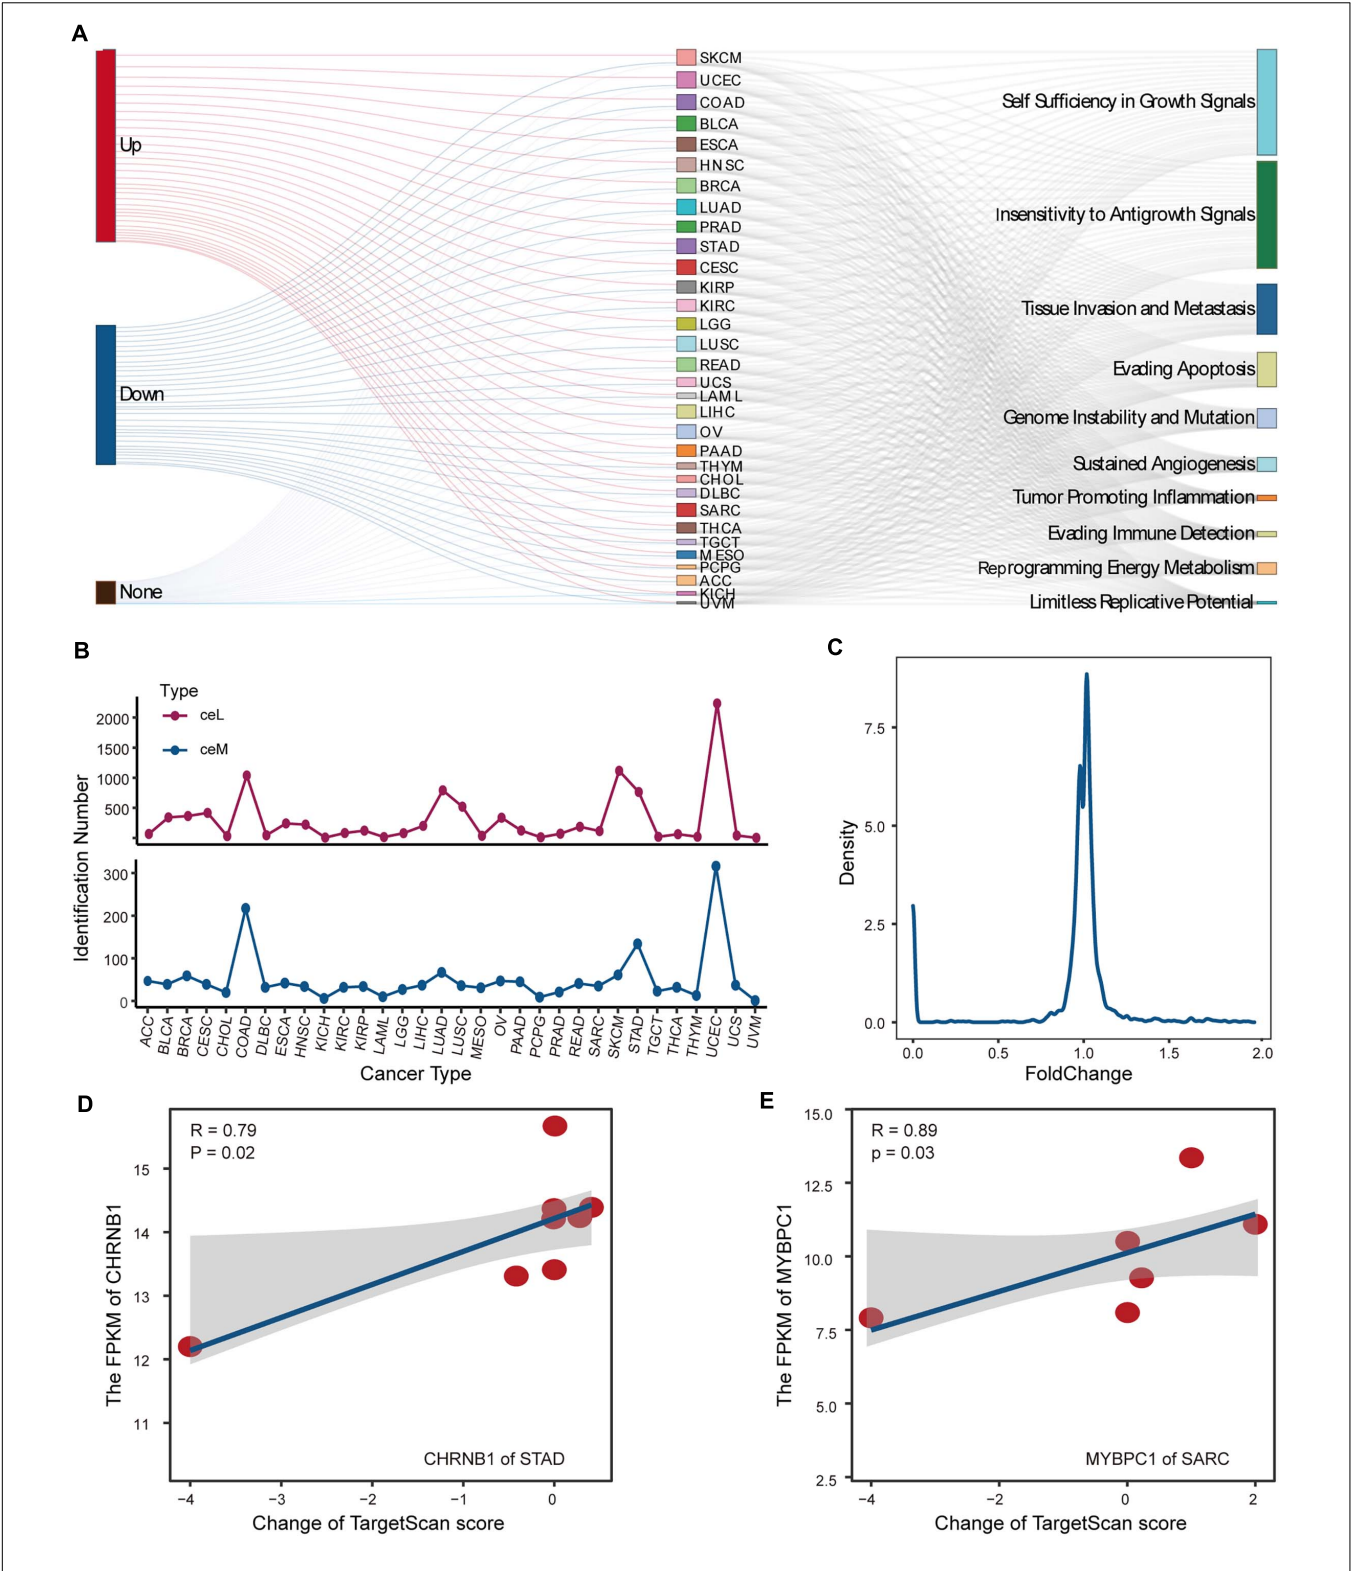 A
Up
Down
None
SKCM
UCEC
COAD
BLCA
ESCA
HNSC
BRCA
LUAD
PRAD
STAD
CESC
KIRP
KIRC
LGG
LUSC
READ
UCS
LAML
LIHC
OV
PAAD
THYM
CHOL
DLBC
SARC
THCA
TGCT
MESO
PCPG
ACC
KICH
UVM
Self Sufficiency in Growth Signals
Insensitivity to Antigrowth Signals
Tissue Invasion and Metastasis
Evading Apoptosis
Genome Instability and Mutation
Sustained Angiogenesis
Tumor Promoting Inflammation
Evading Immune Detection
Reprogramming Energy Metabolism
Limitless Replicative Potential
B
Type
ceL
ceM
2000
1500
1000
500
300
200
100
0
Identification Number
ACC BLCA BRCA CESC CHOL COAD DLBC ESCA HNSC KICH KIRC KIRP LAML LGG LIHC LUAD LUSC MESO OV PAAD PCPG PRAD READ SARC SKCM STAD TGCT THCA THYM UCEC UCS UVM
Cancer Type
C
7.5
5.0
2.5
0.0
Density
0.0 0.5 1.0 1.5 2.0
FoldChange
D
R = 0.79
P = 0.02
15
14
13
12
11
The FPKM of CHRNB1
CHRNB1 of STAD
−4 −3 −2 −1 0
Change of TargetScan score
E
R = 0.89
p = 0.03
15.0
12.5
10.0
7.5
5.0
2.5
The FPKM of MYBPC1
MYBPC1 of SARC
−4 −2 0 2
Change of TargetScan score